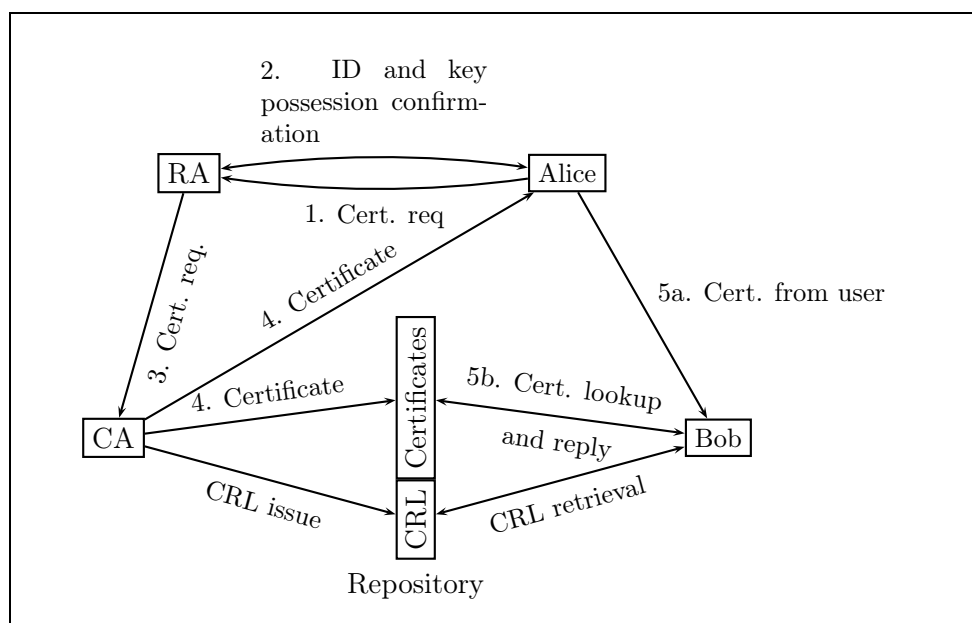 2. ID and key
possession confirm-
ation
RA
Alice
1. Cert. req
4. Certificate
3. Cert. req.
5a. Cert. from user
4. Certificate
Certificates
5b. Cert. lookup
and reply
CA
Bob
CRL issue
CRL
CRL retrieval
Repository